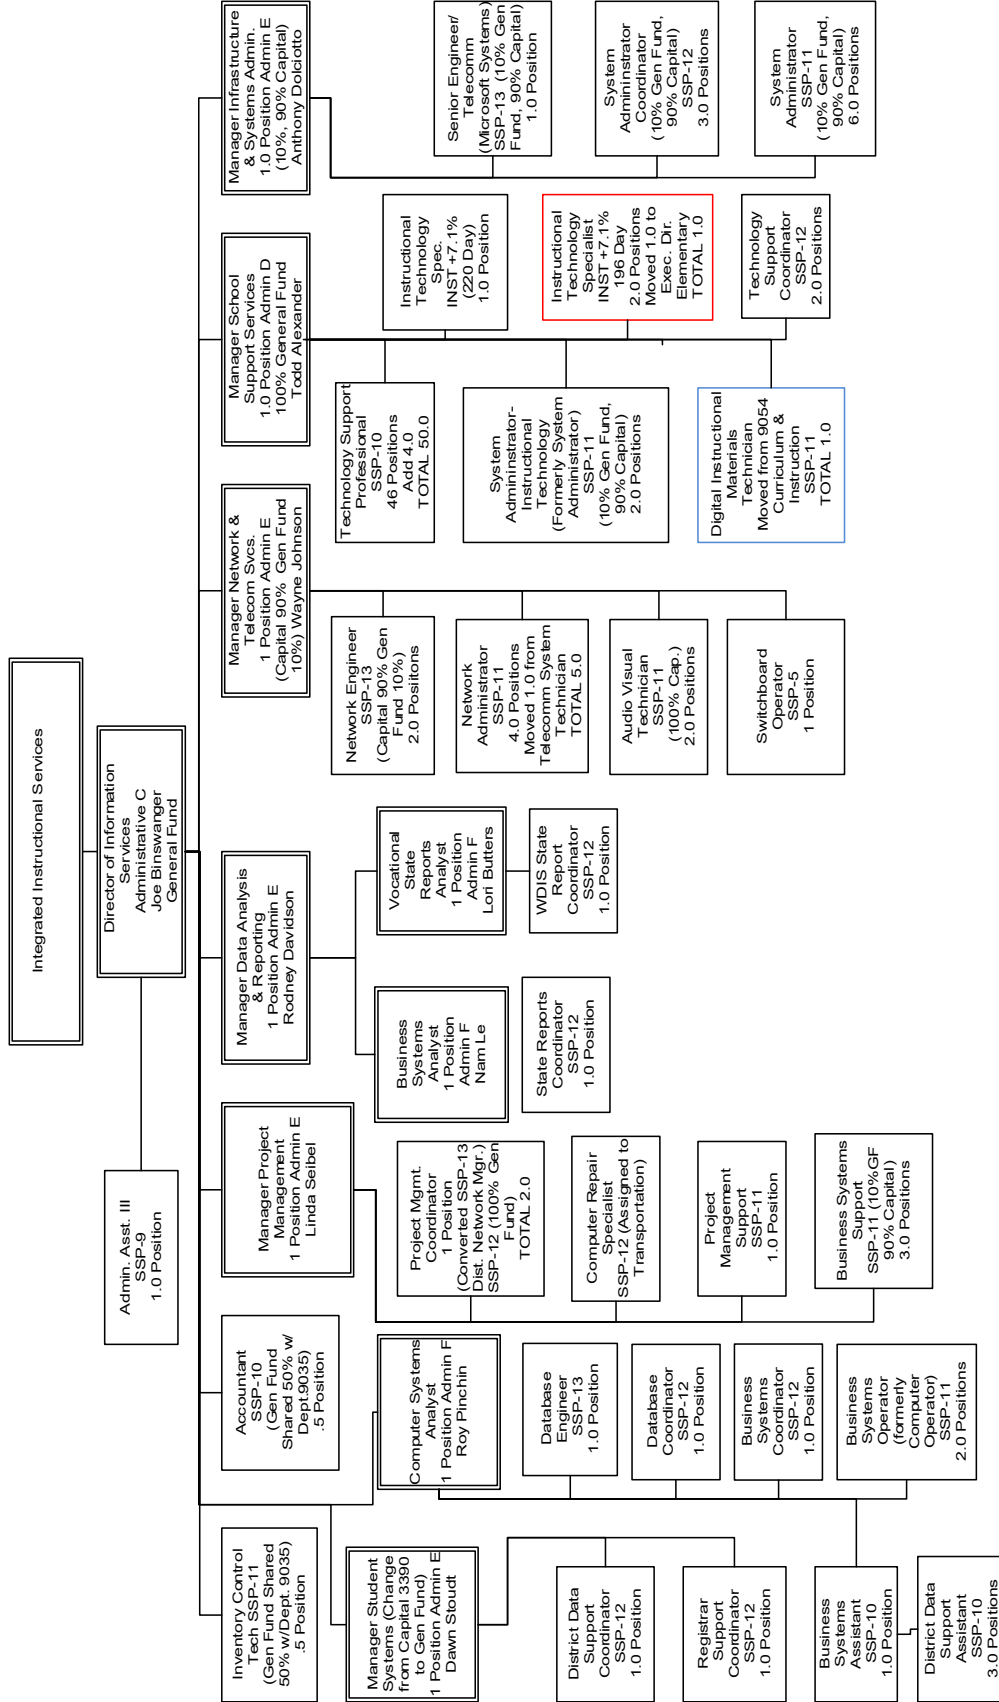 Integrated Instructional Services
Director of Information
Services
Administrative C
Joe Binswanger
General Fund
Admin. Asst. III
SSP-9
1.0 Position
Inventory Control
Tech SSP-11
(Gen Fund Shared
50% w/Dept. 9035)
.5 Position
Accountant
SSP-10
(Gen Fund
Shared 50% w/
Dept.9035)
.5 Position
Manager Project
Management
1 Position Admin E
Linda Seibel
Manager Data Analysis
& Reporting
1 Position Admin E
Rodney Davidson
Manager Network &
Telecom Svcs.
1 Position Admin E
(Capital 90% Gen Fund
10%) Wayne Johnson
Manager School
Support Services
1.0 Position Admin D
100% General Fund
Todd Alexander
Manager Infrastructure
& Systems Admin.
1.0 Position Admin E
(10%, 90% Capital)
Anthony Dolciotto
Manager Student
Systems (Change
from Capital 3390
to Gen Fund)
1 Position Admin E
Dawn Stoudt
District Data
Support
Coordinator
SSP-12
1.0 Position
Registrar
Support
Coordinator
SSP-12
1.0 Position
Business
Systems
Assistant
SSP-10
1.0 Position
District Data
Support
Assistant
SSP-10
3.0 Positions
Computer Systems
Analyst
1 Position Admin F
Roy Pinchin
Database
Engineer
SSP-13
1.0 Position
Database
Coordinator
SSP-12
1.0 Position
Business
Systems
Coordinator
SSP-12
1.0 Position
Business
Systems
Operator
(formerly
Computer
Operator)
SSP-11
2.0 Positions
Project Mgmt.
Coordinator
1 Position
(Converted SSP-13
Dist. Network Mgr.)
SSP-12 (100% Gen
Fund)
TOTAL 2.0
Computer Repair
Specialist
SSP-12 (Assigned to
Transportation)
Project
Management
Support
SSP-11
1.0 Position
Business Systems
Support
SSP-11 (10%GF
90% Capital)
3.0 Positions
Business
Systems
Analyst
1 Position
Admin F
Nam Le
State Reports
Coordinator
SSP-12
1.0 Position
Vocational
State
Reports
Analyst
1 Position
Admin F
Lori Butters
WDIS State
Report
Coordinator
SSP-12
1.0 Position
Network Engineer
SSP-13
(Capital 90% Gen
Fund 10%)
2.0 Posiitons
Network
Administrator
SSP-11
4.0 Positions
Moved 1.0 from
Telecomm System
Technician
TOTAL 5.0
Audio Visual
Technician
SSP-11
(100% Cap.)
2.0 Positions
Switchboard
Operator
SSP-5
1 Position
Technology Support
Professional
SSP-10
46 Positions
Add 4.0
TOTAL 50.0
System
Admininstrator-
Instructional
Technology
(Formerly System
Administrator)
SSP-11
(10% Gen Fund,
90% Capital)
2.0 Positions
Digital Instructional
Materials
Technician
Moved from 9054
Curriculum &
Instruction
SSP-11
TOTAL 1.0
Instructional
Technology
Spec.
INST +7.1%
(220 Day)
1.0 Position
Instructional
Technology
Specialist
INST +7.1%
196 Day
2.0 Positions
Moved 1.0 to
Exec. Dir.
Elementary
TOTAL 1.0
Technology
Support
Coordinator
SSP-12
2.0 Positions
Senior Engineer/
Telecomm
(Microsoft Systems)
SSP-13 (10% Gen
Fund, 90% Capital)
1.0 Position
System
Administrator
Coordinator
(10% Gen Fund,
90% Capital)
SSP-12
3.0 Positions
System
Administrator
SSP-11
(10% Gen Fund,
90% Capital)
6.0 Positions